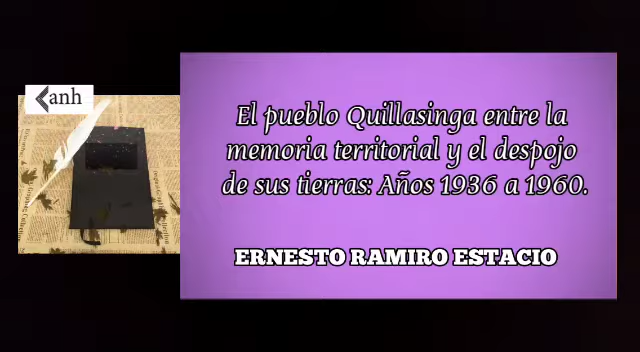 anh
El pueblo Quillasinga entre la
memoria territorial y el despojo
de sus tierras: Años 1936 a 1960.
ERNESTO RAMIRO ESTACIO